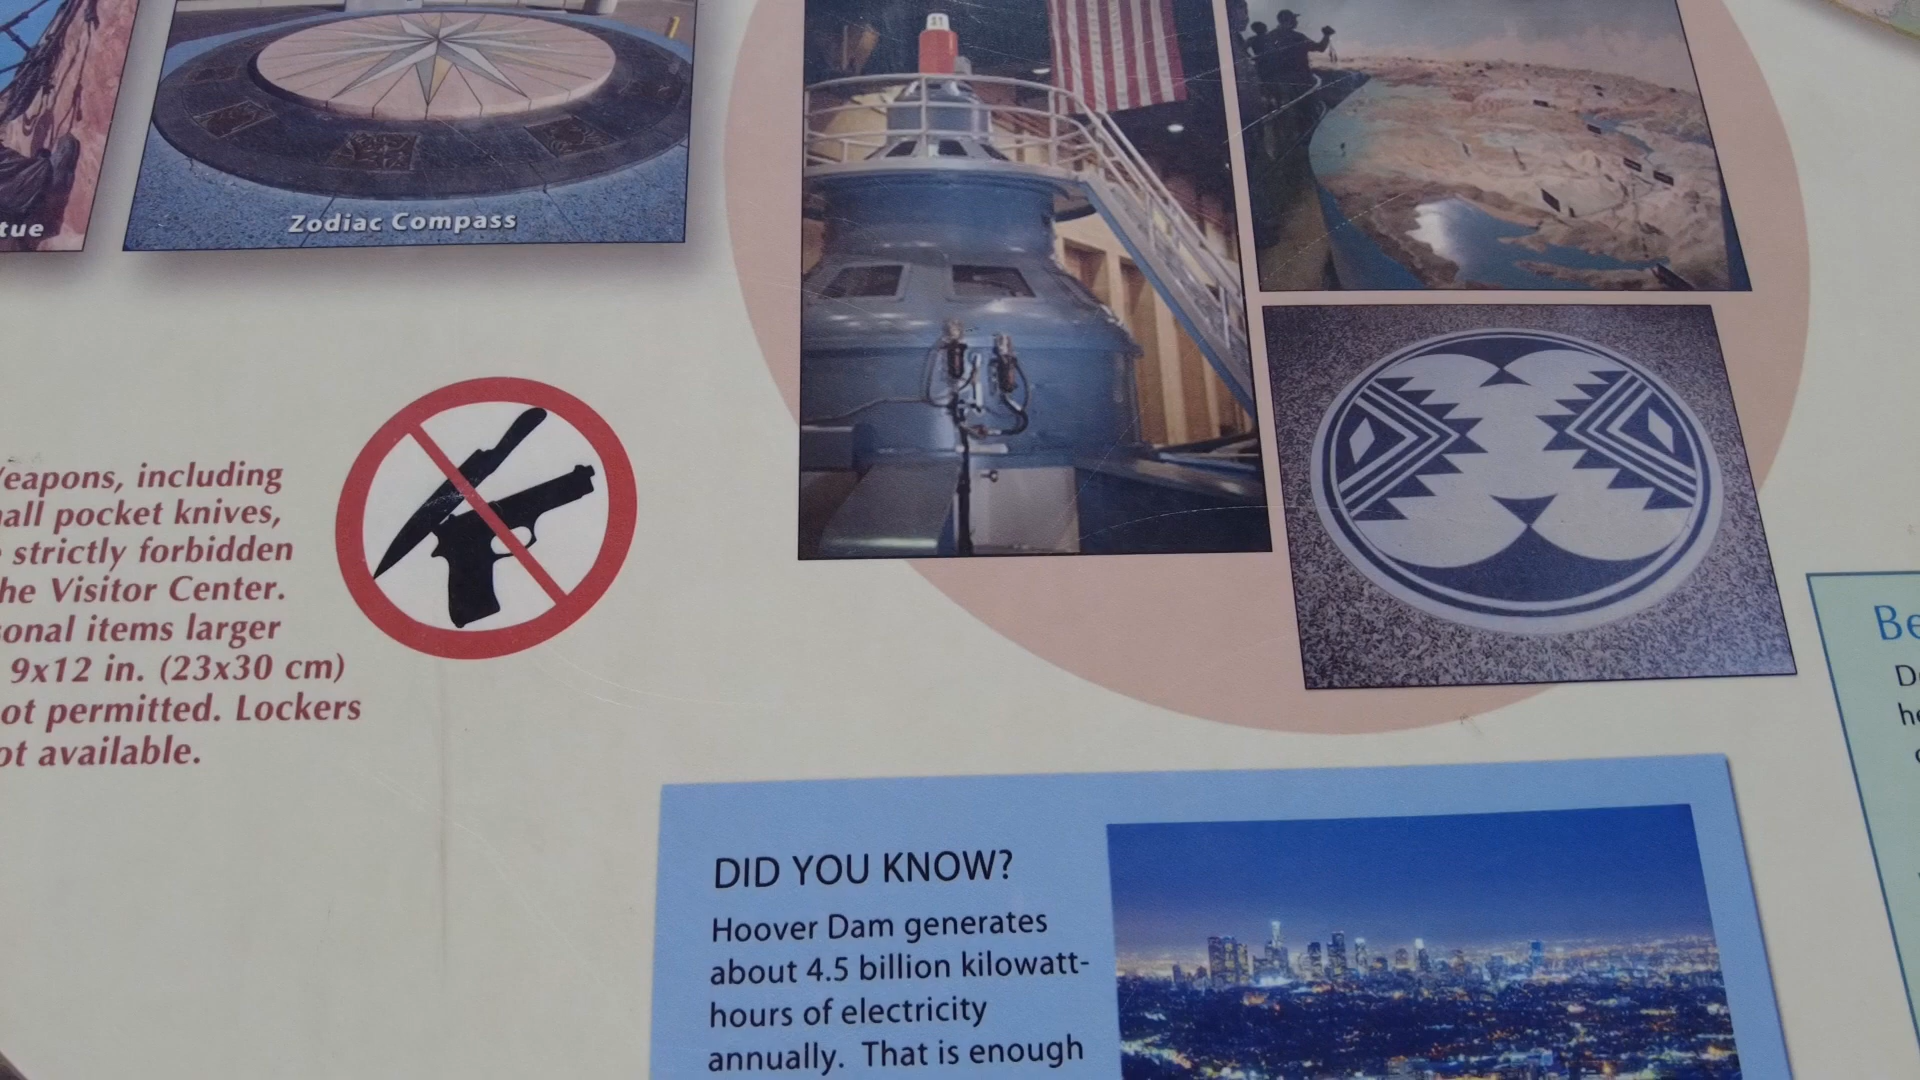 tue
Zodiac Compass
eapons, including
all pocket knives,
strictly forbidden
he Visitor Center.
sonal items larger
9x12 in. (23x30 cm)
ot permitted. Lockers
ot available.
DID YOU KNOW?
Hoover Dam generates
about 4.5 billion kilowatt-
hours of electricity
annually. That is enough
Be
D
he